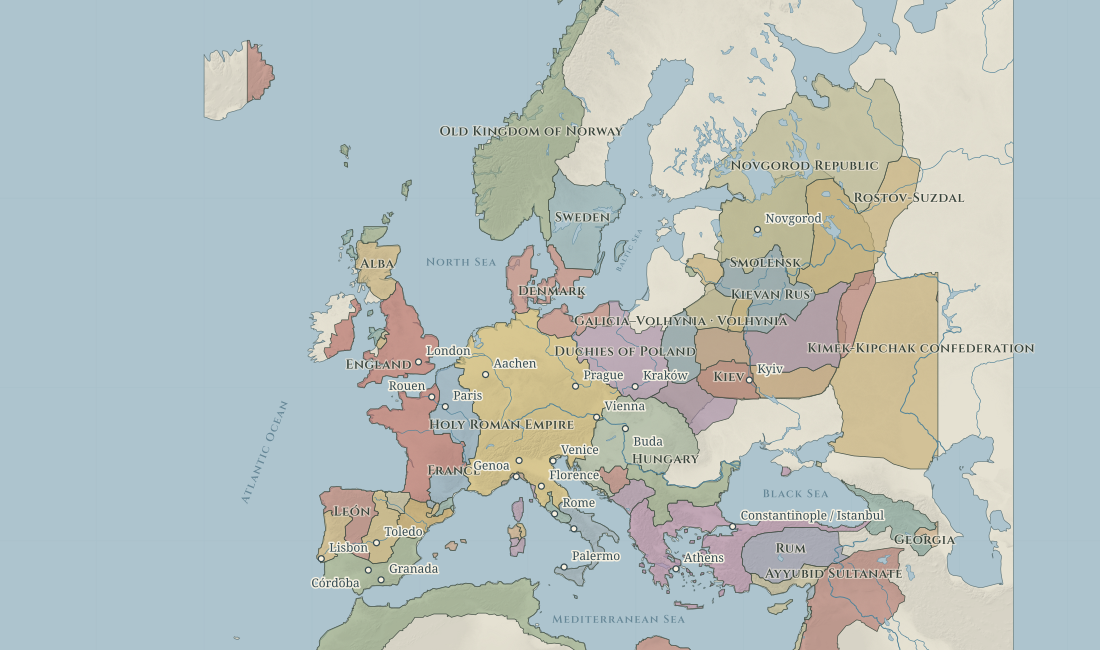 Old Kingdom of Norway
Novgorod Republic
Rostov-Suzdal
Sweden
Novgorod
Baltic Sea
Alba
North Sea
Smolensk
Denmark
Kievan Rus
Galicia–Volhynia · Volhynia
Kimek-Kipchak confederation
London
Duchies of Poland
England
Aachen
Prague
Kraków
Kiev
Kyiv
Rouen
Paris
Vienna
Atlantic Ocean
Holy Roman Empire
Buda
Venice
Hungary
Genoa
France
Florence
Black Sea
Rome
León
Constantinople / Istanbul
Toledo
Georgia
Lisbon
Rum
Palermo
Athens
Granada
Ayyubid Sultanate
Córdoba
Mediterranean Sea